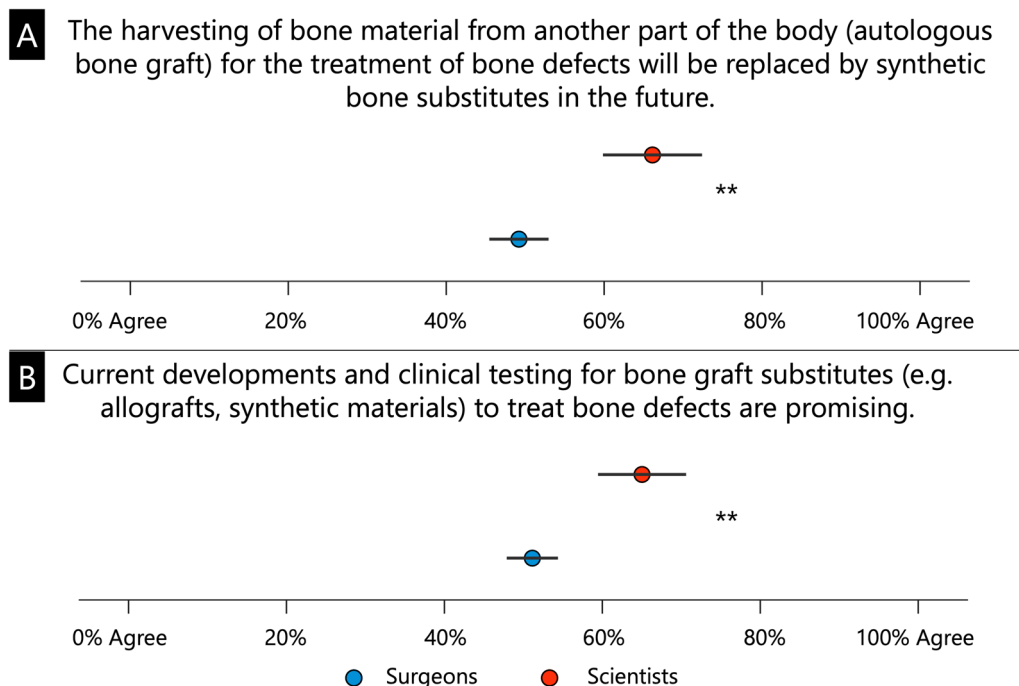 A
The harvesting of bone material from another part of the body (autologous
bone graft) for the treatment of bone defects will be replaced by synthetic
bone substitutes in the future.
**
0% Agree 20% 40% 60% 80% 100% Agree
B
Current developments and clinical testing for bone graft substitutes (e.g.
allografts, synthetic materials) to treat bone defects are promising.
**
0% Agree 20% 40% 60% 80% 100% Agree
Surgeons Scientists